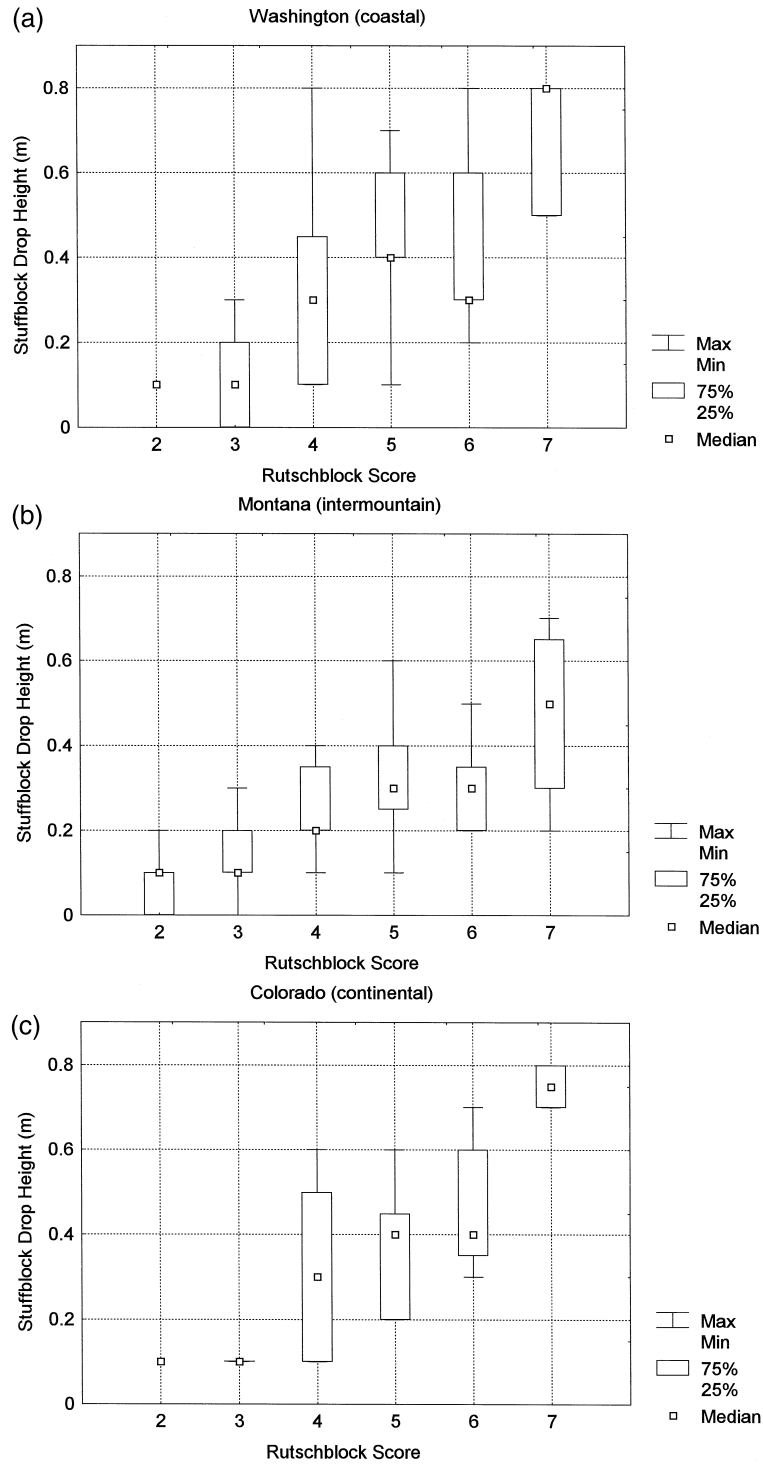 (a)
Washington (coastal)
Stuffblock Drop Height (m)
0.8
0.6
0.4
0.2
0
2 3 4 5 6 7
Rutschblock Score
Max
Min
75%
25%
Median
(b)
Montana (intermountain)
Stuffblock Drop Height (m)
0.8
0.6
0.4
0.2
0
2 3 4 5 6 7
Rutschblock Score
Max
Min
75%
25%
Median
(c)
Colorado (continental)
Stuffblock Drop Height (m)
0.8
0.6
0.4
0.2
0
2 3 4 5 6 7
Rutschblock Score
Max
Min
75%
25%
Median